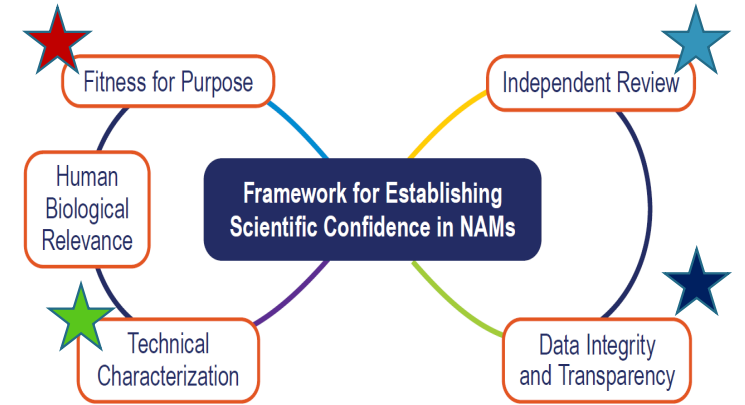 Fitness for Purpose
Independent Review
Human
Biological
Relevance
Framework for Establishing
Scientific Confidence in NAMs
Technical
Characterization
Data Integrity
and Transparency